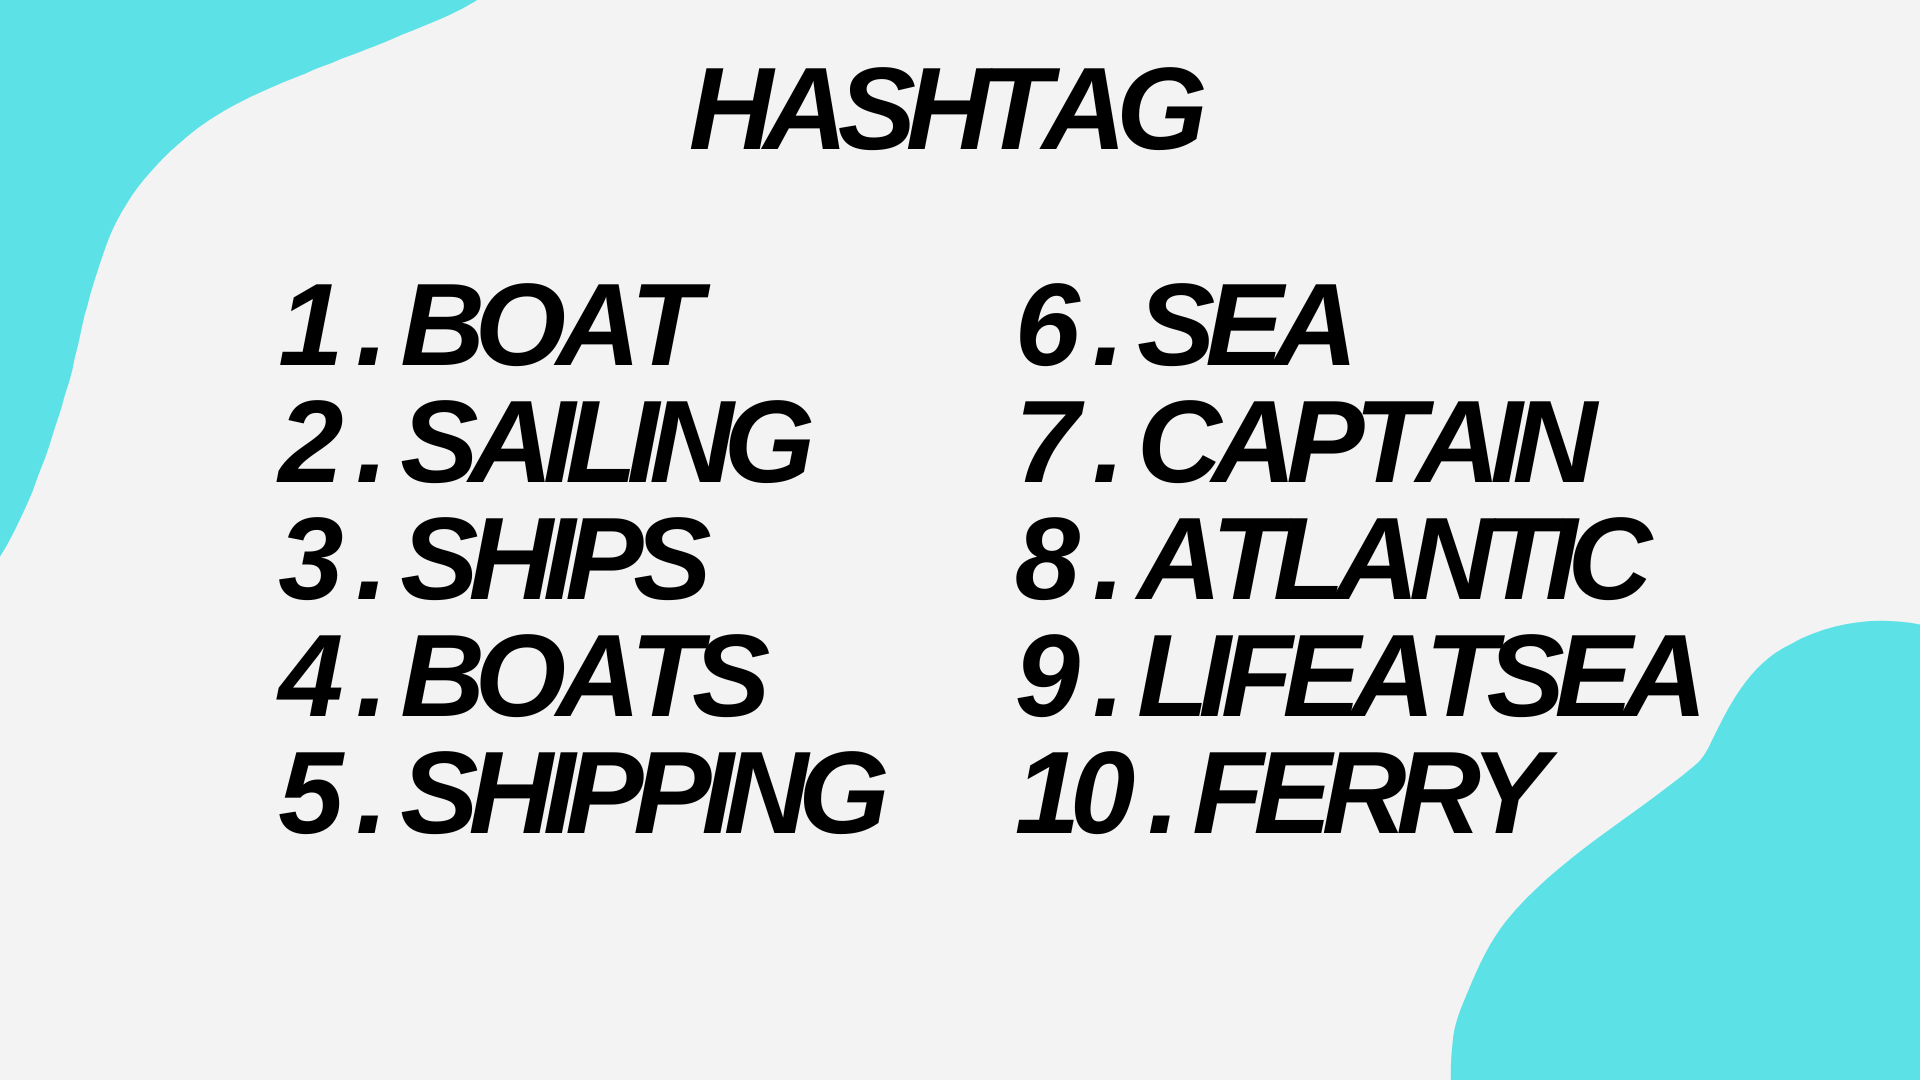 HASHTAG
1. BOAT
2. SAILING
3. SHIPS
4. BOATS
5. SHIPPING
6. SEA
7. CAPTAIN
8. ATLANTIC
9. LIFEATSEA
10. FERRY